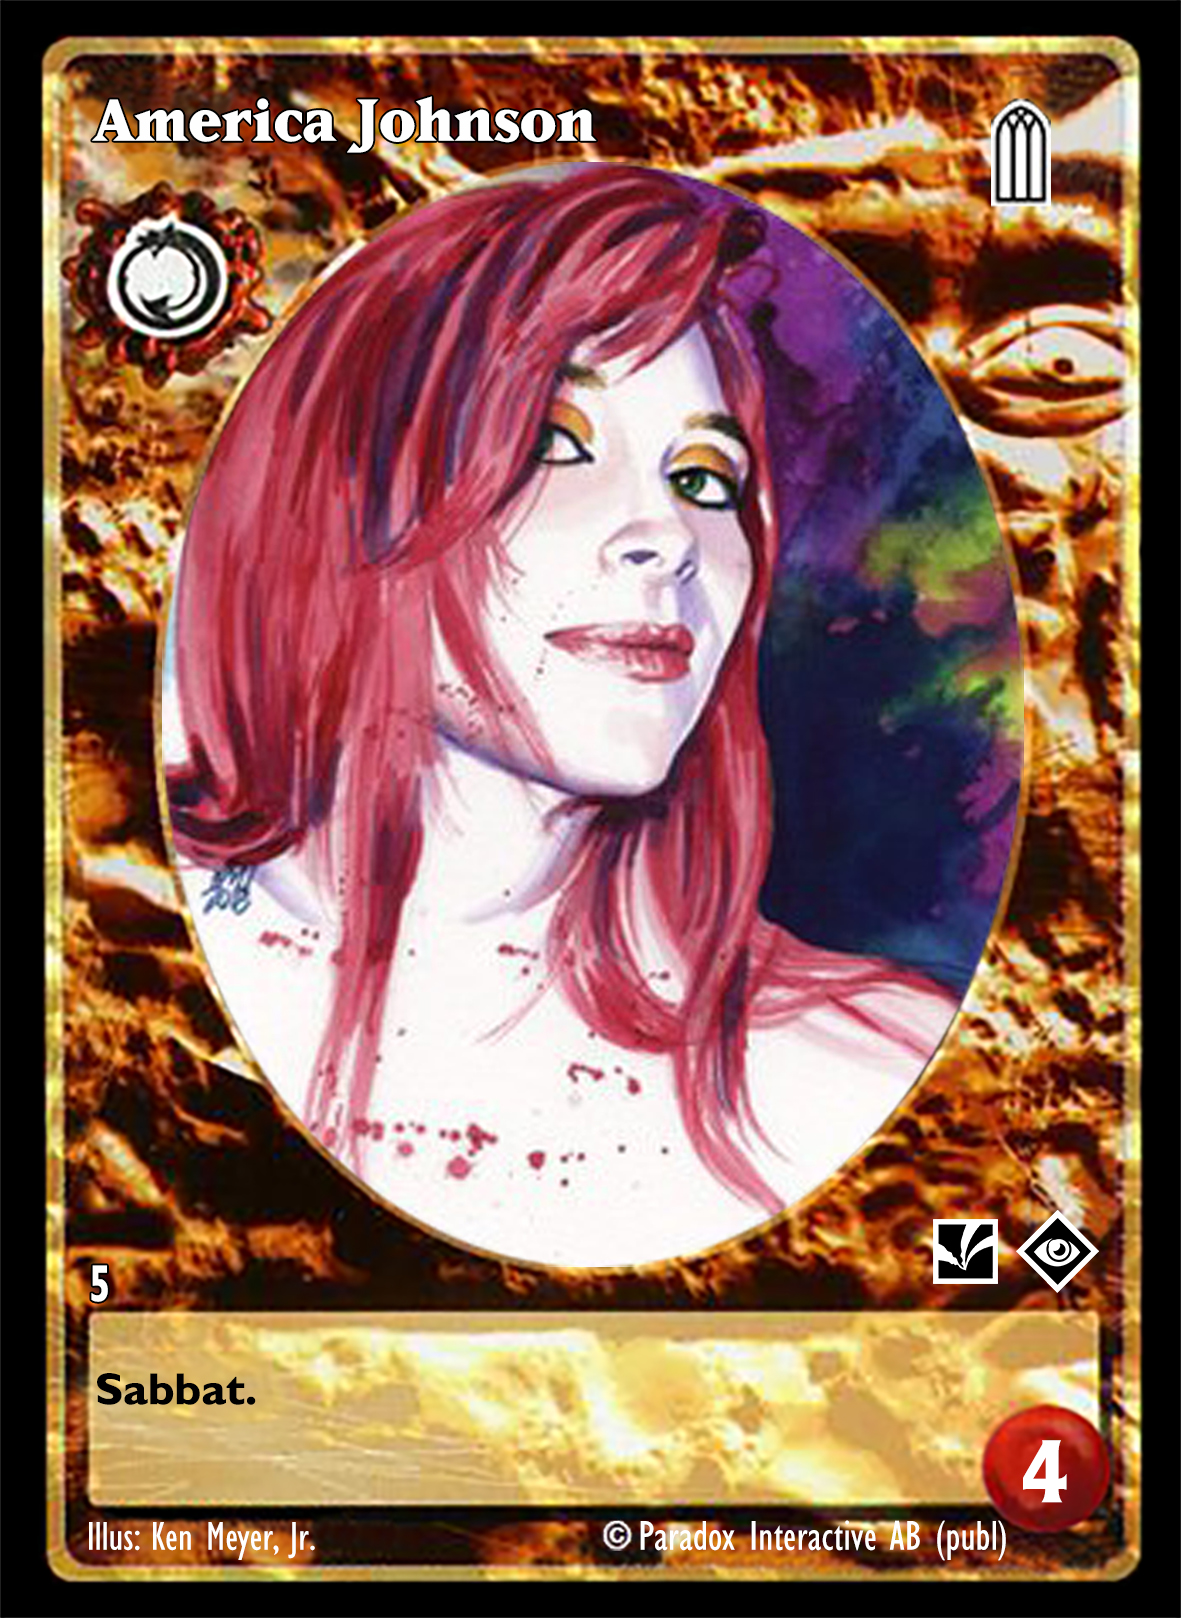 America Johnson
5
Sabbat.
4
Illus: Ken Meyer, Jr.
© Paradox Interactive AB (publ)